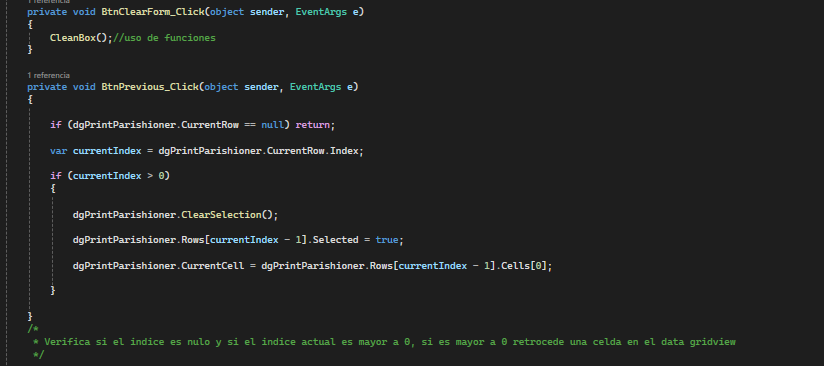 1 referencia
private void BtnClearForm_Click(object sender, EventArgs e)
{
CleanBox();//uso de funciones
}
1 referencia
private void BtnPrevious_Click(object sender, EventArgs e)
{
if (dgPrintParishioner.CurrentRow == null) return;
var currentIndex = dgPrintParishioner.CurrentRow.Index;
if (currentIndex > 0)
{
dgPrintParishioner.ClearSelection();
dgPrintParishioner.Rows[currentIndex - 1].Selected = true;
dgPrintParishioner.CurrentCell = dgPrintParishioner.Rows[currentIndex - 1].Cells[0];
}
}
/*
* Verifica si el indice es nulo y si el indice actual es mayor a 0, si es mayor a 0 retrocede una celda en el data gridview
*/